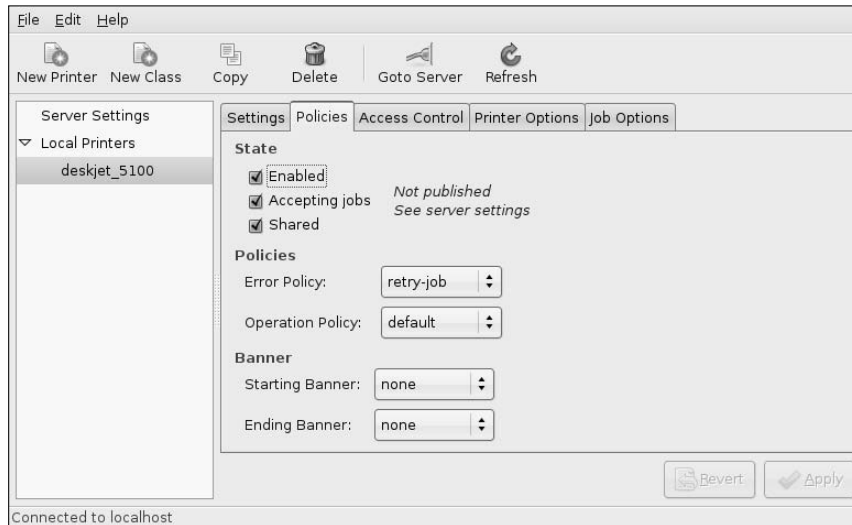 File Edit Help
New Printer New Class Copy Delete Goto Server Refresh
Server Settings
Local Printers
deskjet_5100
Settings Policies Access Control Printer Options Job Options
State
Enabled
Accepting jobs
Shared
Not published
See server settings
Policies
Error Policy: retry-job
Operation Policy: default
Banner
Starting Banner: none
Ending Banner: none
Revert Apply
Connected to localhost